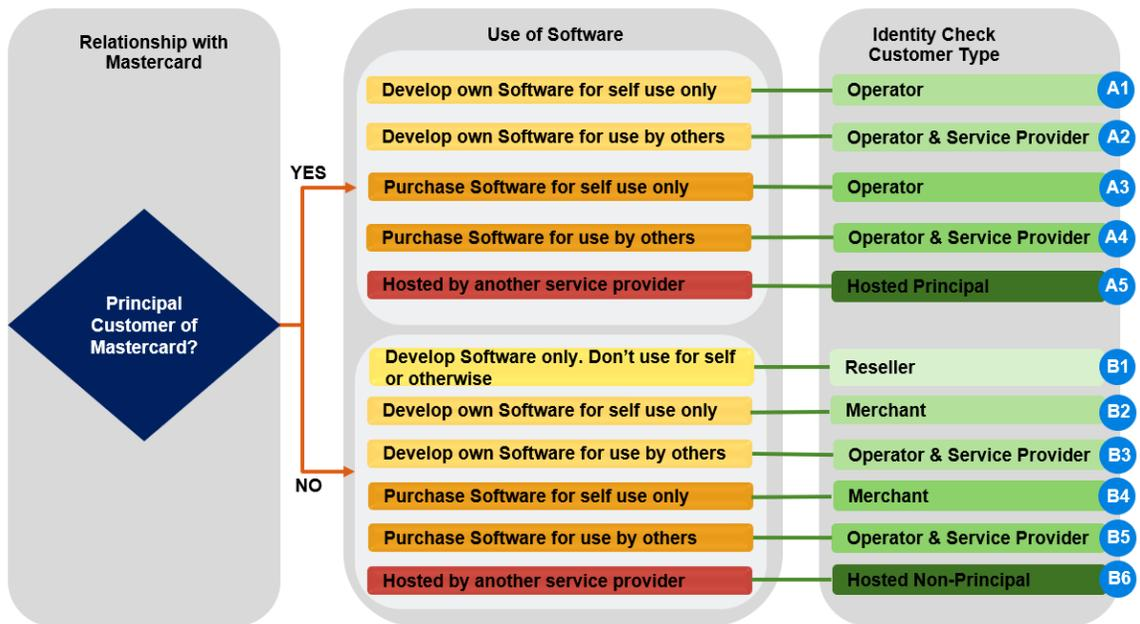 Relationship with
Mastercard
Use of Software
Identity Check
Customer Type
Principal
Customer of
Mastercard?
YES
Develop own Software for self use only
Operator
A1
Develop own Software for use by others
Operator & Service Provider
A2
Purchase Software for self use only
Operator
A3
Purchase Software for use by others
Operator & Service Provider
A4
Hosted by another service provider
Hosted Principal
A5
NO
Develop Software only. Don't use for self
or otherwise
Reseller
B1
Develop own Software for self use only
Merchant
B2
Develop own Software for use by others
Operator & Service Provider
B3
Purchase Software for self use only
Merchant
B4
Purchase Software for use by others
Operator & Service Provider
B5
Hosted by another service provider
Hosted Non-Principal
B6